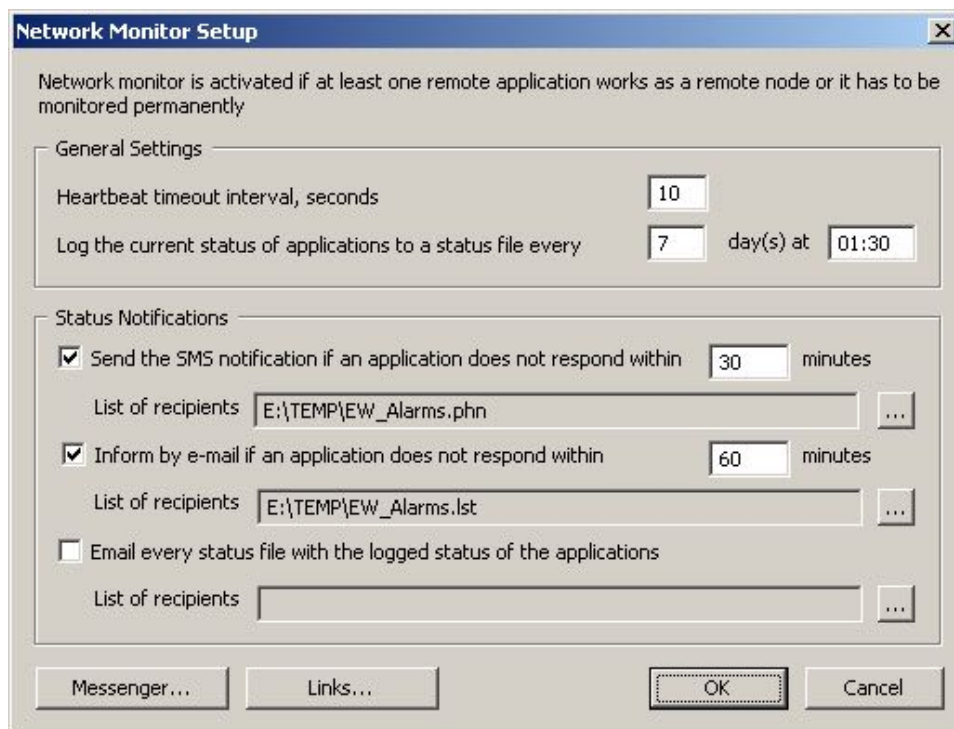 Network Monitor Setup
Network monitor is activated if at least one remote application works as a remote node or it has to be
monitored permanently
General Settings
Heartbeat timeout interval, seconds 10
Log the current status of applications to a status file every 7 day(s) at 01:30
Status Notifications
Send the SMS notification if an application does not respond within 30 minutes
List of recipients E:\TEMP\EW_Alarms.phn ...
Inform by e-mail if an application does not respond within 60 minutes
List of recipients E:\TEMP\EW_Alarms.lst ...
Email every status file with the logged status of the applications
List of recipients ...
Messenger... Links... OK Cancel